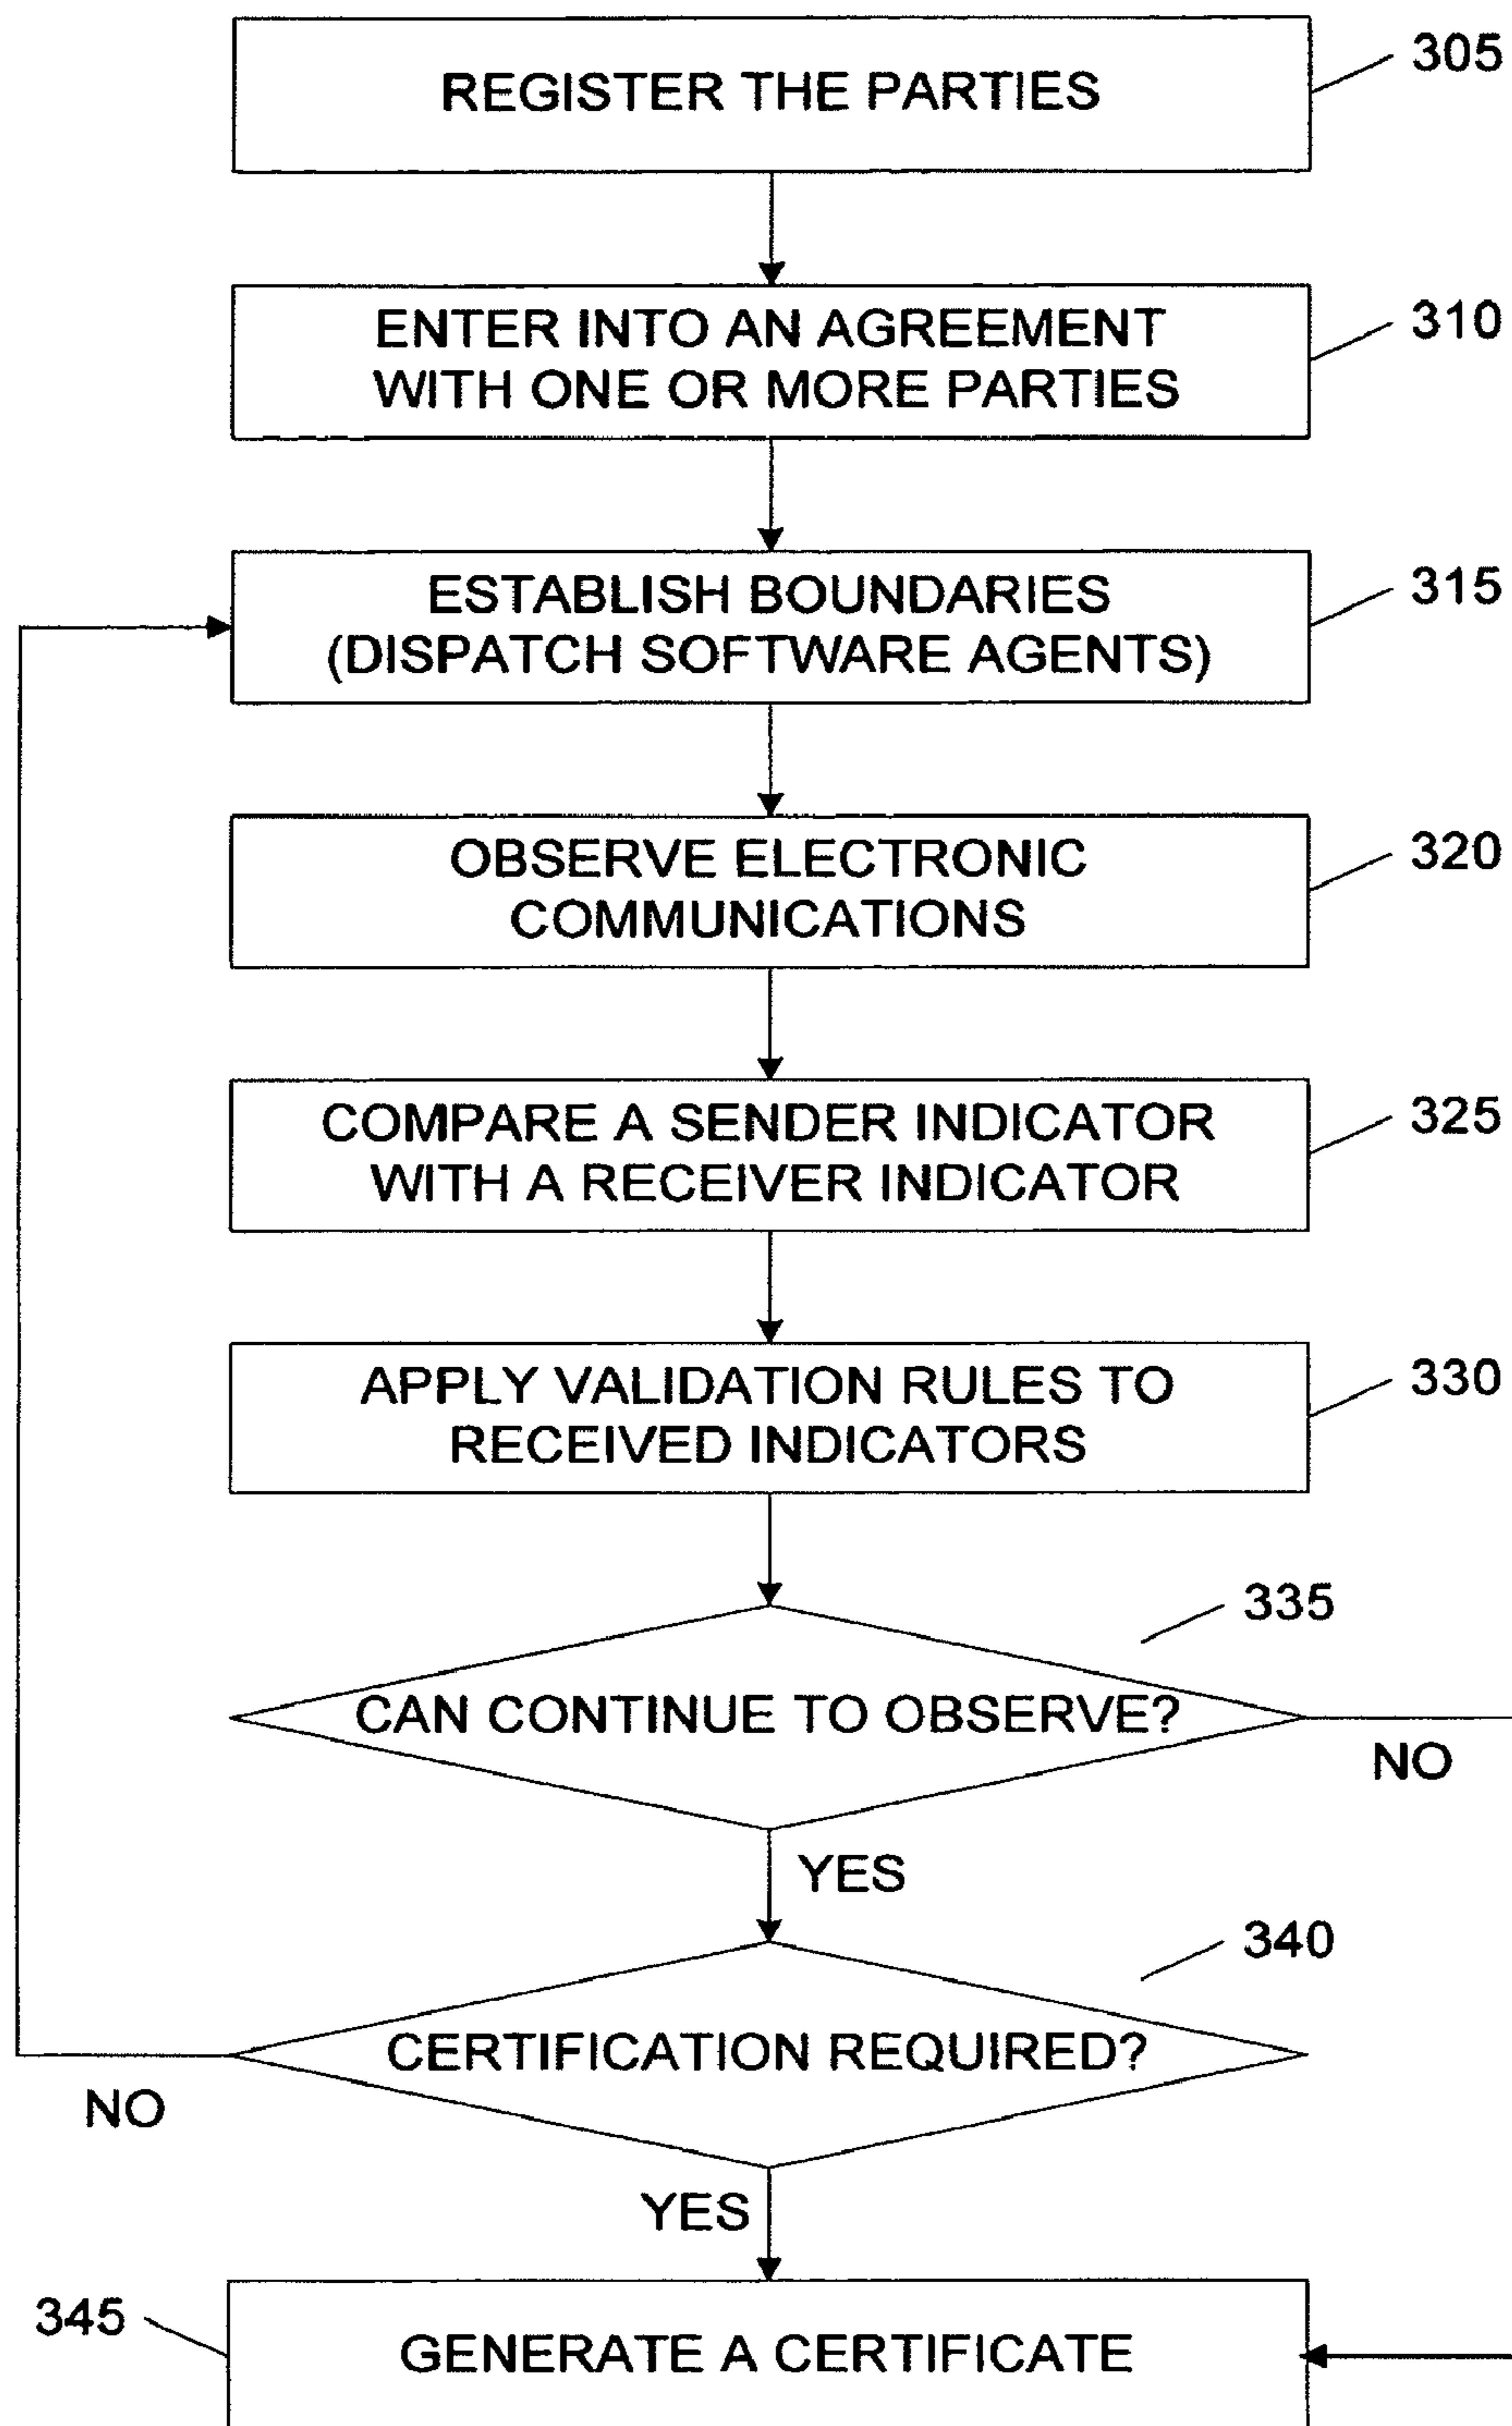 REGISTER THE PARTIES
305
ENTER INTO AN AGREEMENT
WITH ONE OR MORE PARTIES
310
ESTABLISH BOUNDARIES
(DISPATCH SOFTWARE AGENTS)
315
OBSERVE ELECTRONIC
COMMUNICATIONS
320
COMPARE A SENDER INDICATOR
WITH A RECEIVER INDICATOR
325
APPLY VALIDATION RULES TO
RECEIVED INDICATORS
330
335
CAN CONTINUE TO OBSERVE?
NO
YES
340
CERTIFICATION REQUIRED?
NO
YES
345
GENERATE A CERTIFICATE